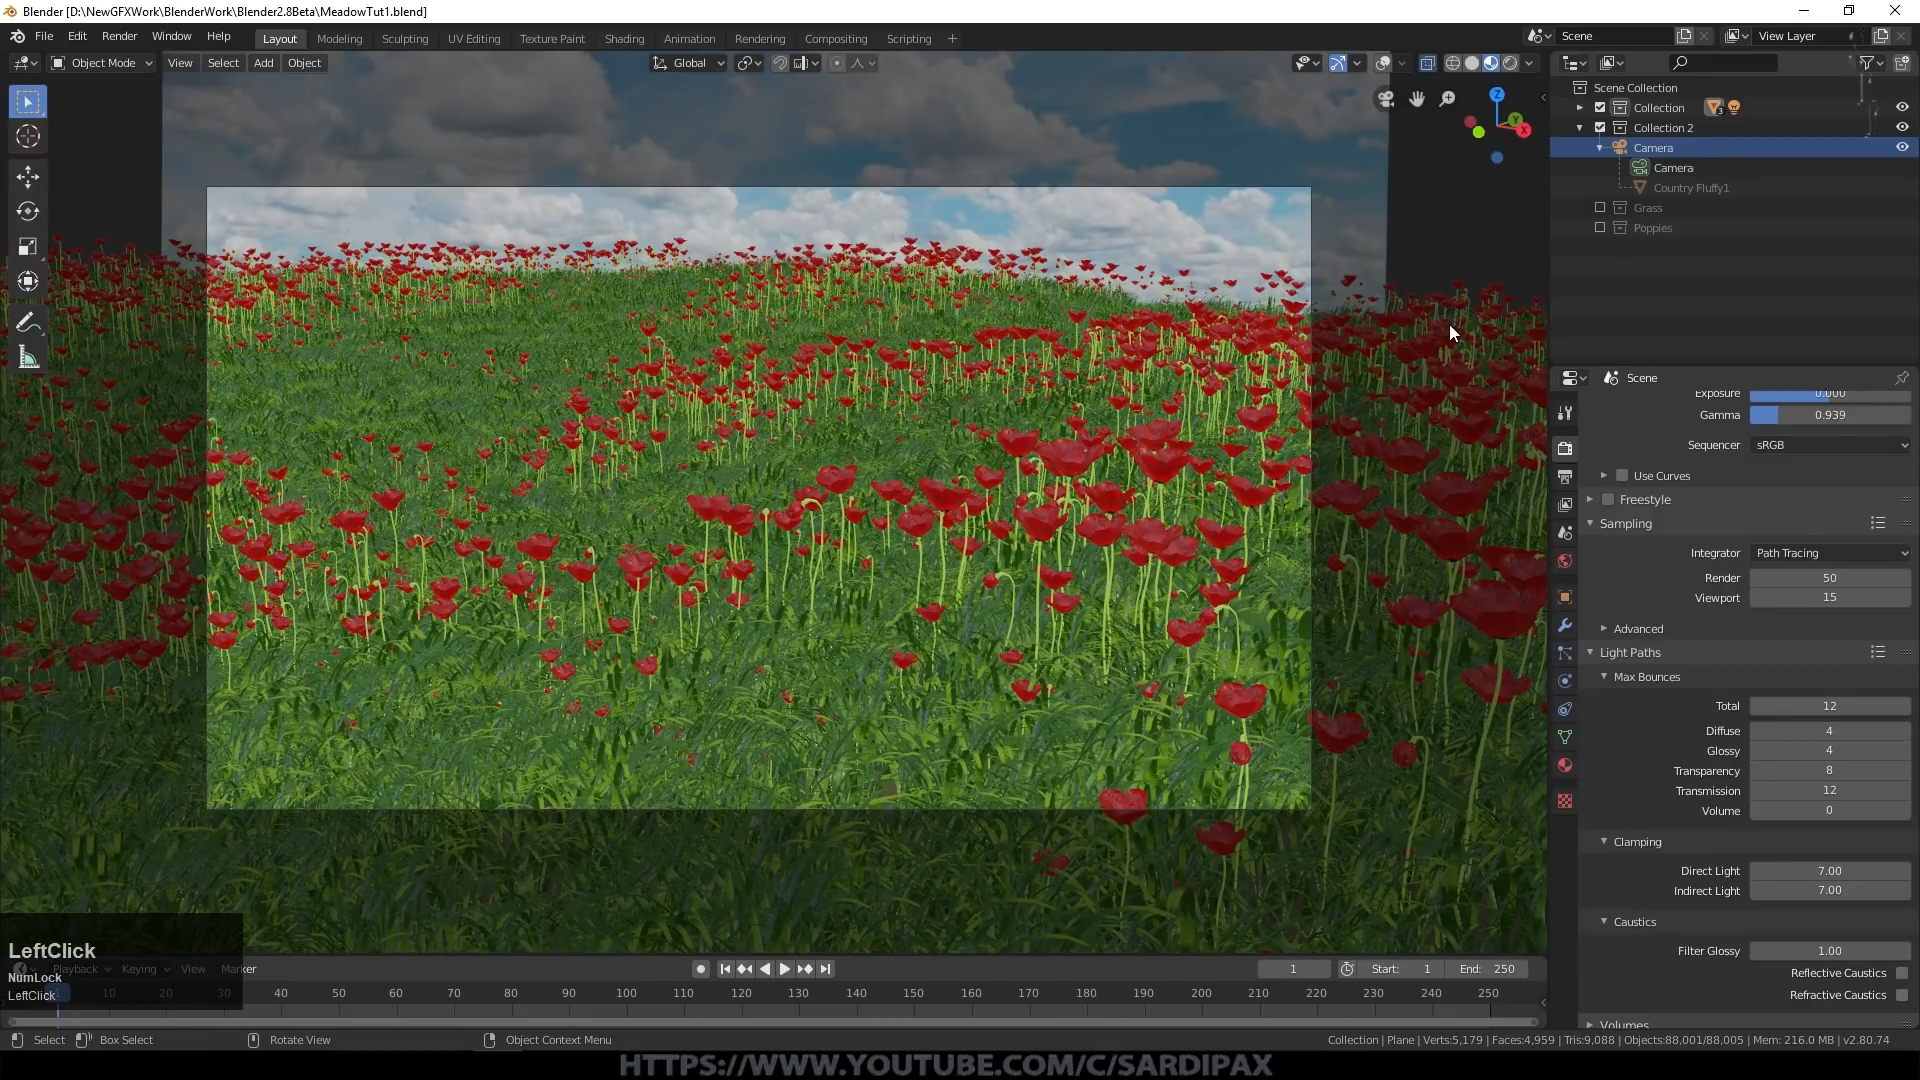 Blender [D:\NewGFXWork\BlenderWork\Blender2.8Beta\MeadowTut1.blend]
File Edit Render Window Help Layout Modeling Sculpting UV Editing Texture Paint Shading Animation Rendering Compositing Scripting Scene View Layer
Object Mode View Select Add Object Global
Scene Collection
Collection
Collection 2
Camera
Camera
Country Fluffy1
Grass
Poppies
Z
Y
X
Scene
Exposure 0.000
Gamma 0.939
Sequencer sRGB
Use Curves
Freestyle
Sampling
Integrator Path Tracing
Render 50
Viewport 15
Advanced
Light Paths
Max Bounces
Total 12
Diffuse 4
Glossy 4
Transparency 8
Transmission 12
Volume 0
Clamping
Direct Light 7.00
Indirect Light 7.00
Caustics
Filter Glossy 1.00
Reflective Caustics
Refractive Caustics
Volumes
LeftClick
NumLock
LeftClick
Playback Keying View Marker 1 Start: 1 End: 250
1 10 20 30 40 50 60 70 80 90 100 110 120 130 140 150 160 170 180 190 200 210 220 230 240 250
Select Box Select Rotate View Object Context Menu Collection | Plane | Verts:5,179 | Faces:4,959 | Tris:9,088 | Objects:88,001/88,005 | Mem: 216.0 MB | v2.80.74
HTTPS://WWW.YOUTUBE.COM/C/SARDIPAX